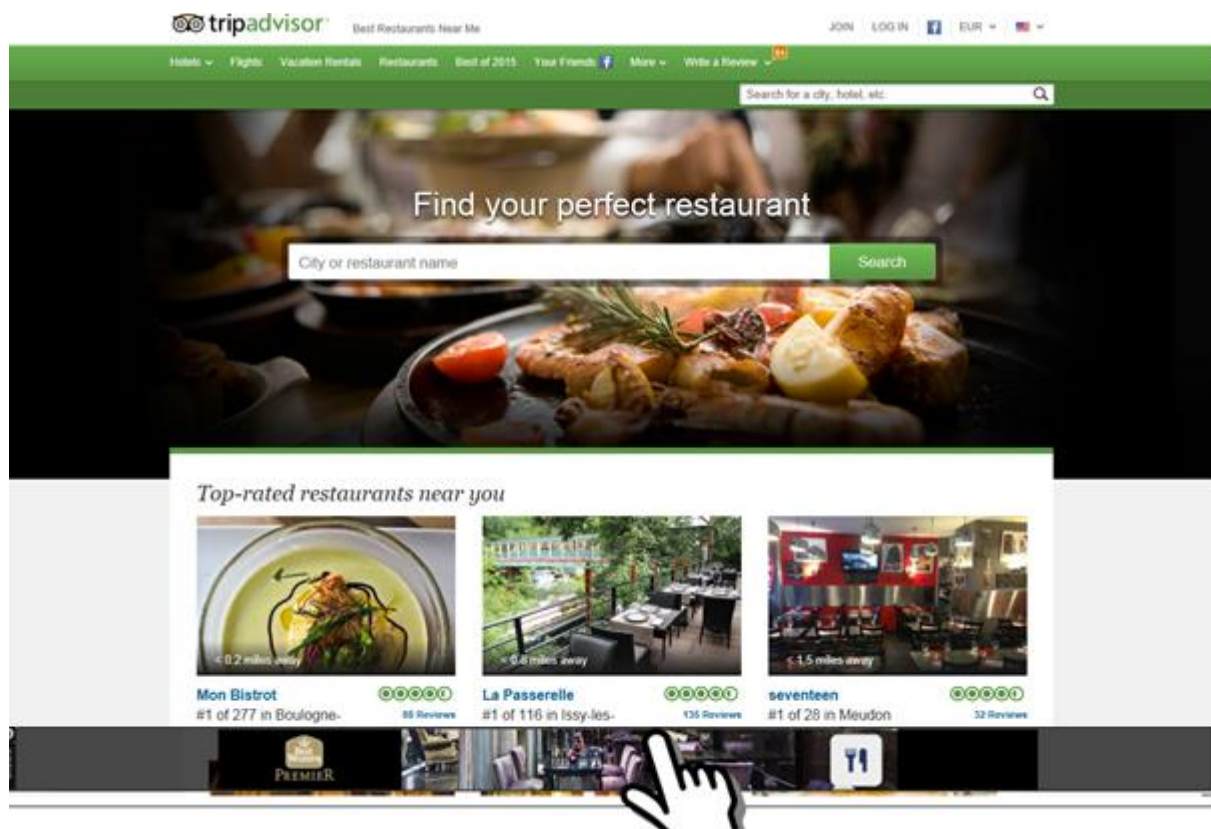 tripadvisor
Best Restaurants Near Me
JOIN LOG IN EUR
Hotels Flights Vacation Rentals Restaurants Best of 2015 Your Friends More Write a Review
Search for a city, hotel, etc.
Find your perfect restaurant
City or restaurant name
Search
Top-rated restaurants near you
< 0.2 miles away
< 0.8 miles away
< 1.5 miles away
Mon Bistrot
#1 of 277 in Boulogne-
85 Reviews
La Passerelle
#1 of 116 in Issy-les-
135 Reviews
seventeen
#1 of 28 in Meudon
32 Reviews
Best Western
PREMIER